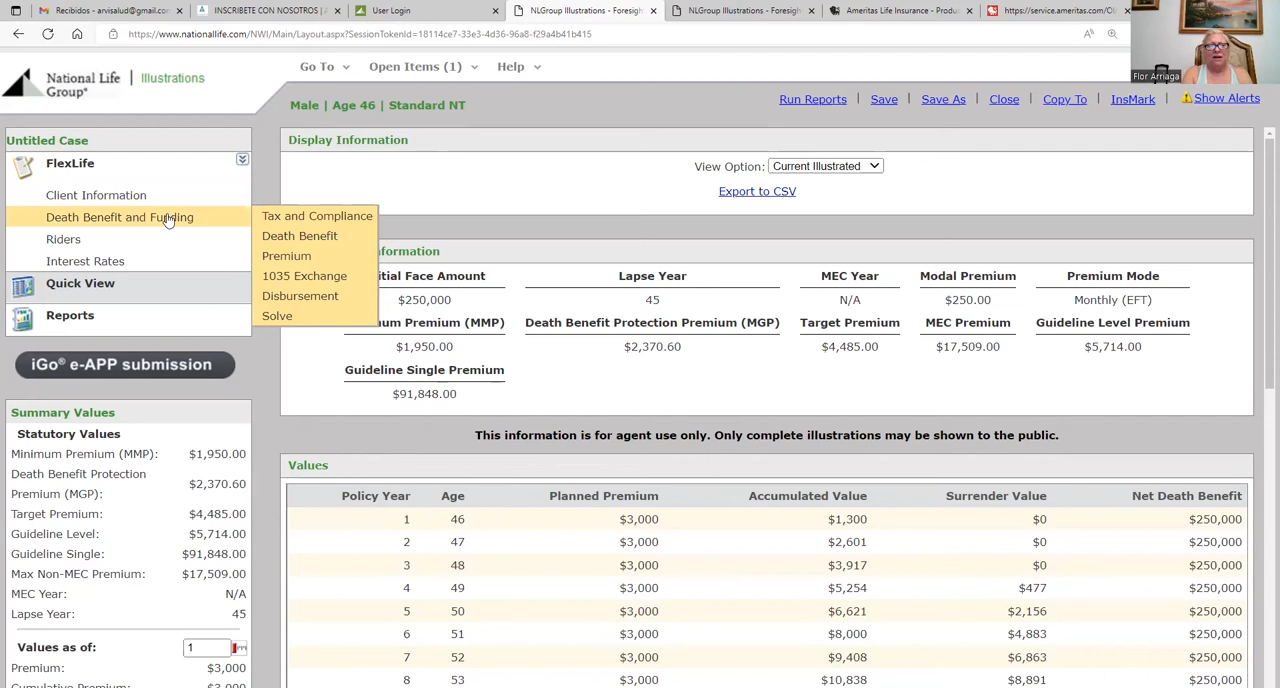 Recibidos - arvisalud@gmail.com
INSCRIBETE CON NOSOTROS | A
User Login
NLGroup Illustrations - Foresigh
NLGroup Illustrations - Foresigh
Ameritas Life Insurance - Produc
https://service.ameritas.com/OU
https://www.nationallife.com/NWI/Main/Layout.aspx?SessionTokenId=18114ce7-33e3-4d36-96a8-f29a4b41b415
Flor Arriaga
National Life Group®
Illustrations
Go To
Open Items (1)
Help
Male | Age 46 | Standard NT
Run Reports | Save | Save As | Close | Copy To | InsMark | Show Alerts
Untitled Case
FlexLife
Client Information
Death Benefit and Funding
Riders
Interest Rates
Quick View
Reports
Tax and Compliance
Death Benefit
Premium
1035 Exchange
Disbursement
Solve
iGo® e-APP submission
Summary Values
Statutory Values
Minimum Premium (MMP): $1,950.00
Death Benefit Protection
Premium (MGP): $2,370.60
Target Premium: $4,485.00
Guideline Level: $5,714.00
Guideline Single: $91,848.00
Max Non-MEC Premium: $17,509.00
MEC Year: N/A
Lapse Year: 45
Values as of: 1
Premium: $3,000
Cumulative Premium: $3,000
Display Information
View Option: Current Illustrated
Export to CSV
formation
itial Face Amount Lapse Year MEC Year Modal Premium Premium Mode
$250,000 45 N/A $250.00 Monthly (EFT)
um Premium (MMP) Death Benefit Protection Premium (MGP) Target Premium MEC Premium Guideline Level Premium
$1,950.00 $2,370.60 $4,485.00 $17,509.00 $5,714.00
Guideline Single Premium
$91,848.00
This information is for agent use only. Only complete illustrations may be shown to the public.
Values
Policy Year Age Planned Premium Accumulated Value Surrender Value Net Death Benefit
1 46 $3,000 $1,300 $0 $250,000
2 47 $3,000 $2,601 $0 $250,000
3 48 $3,000 $3,917 $0 $250,000
4 49 $3,000 $5,254 $477 $250,000
5 50 $3,000 $6,621 $2,156 $250,000
6 51 $3,000 $8,000 $4,883 $250,000
7 52 $3,000 $9,408 $6,863 $250,000
8 53 $3,000 $10,838 $8,891 $250,000